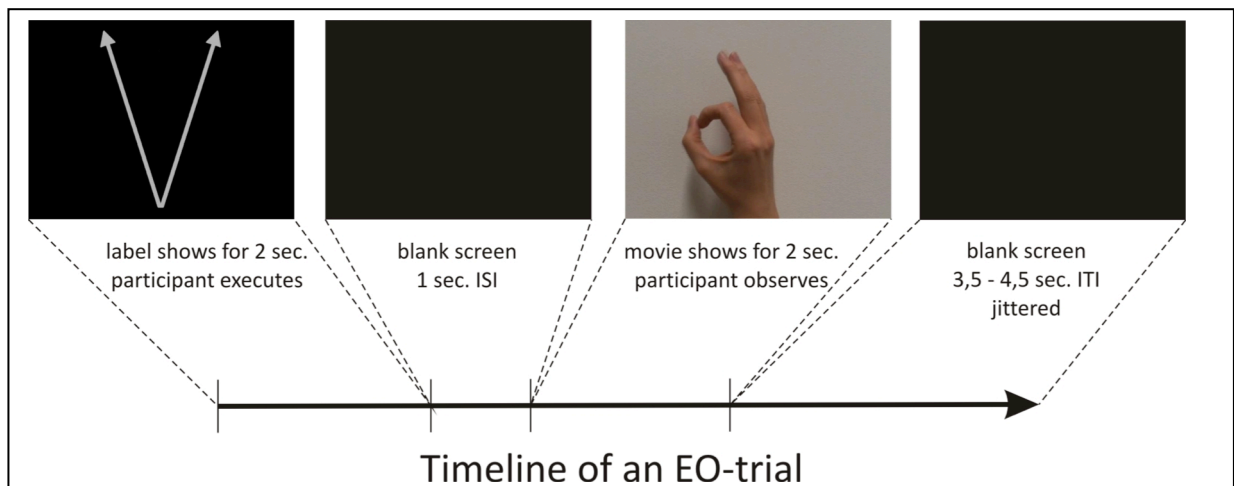 label shows for 2 sec.
participant executes
blank screen
1 sec. ISI
movie shows for 2 sec.
participant observes
blank screen
3,5 - 4,5 sec. ITI
jittered
Timeline of an EO-trial